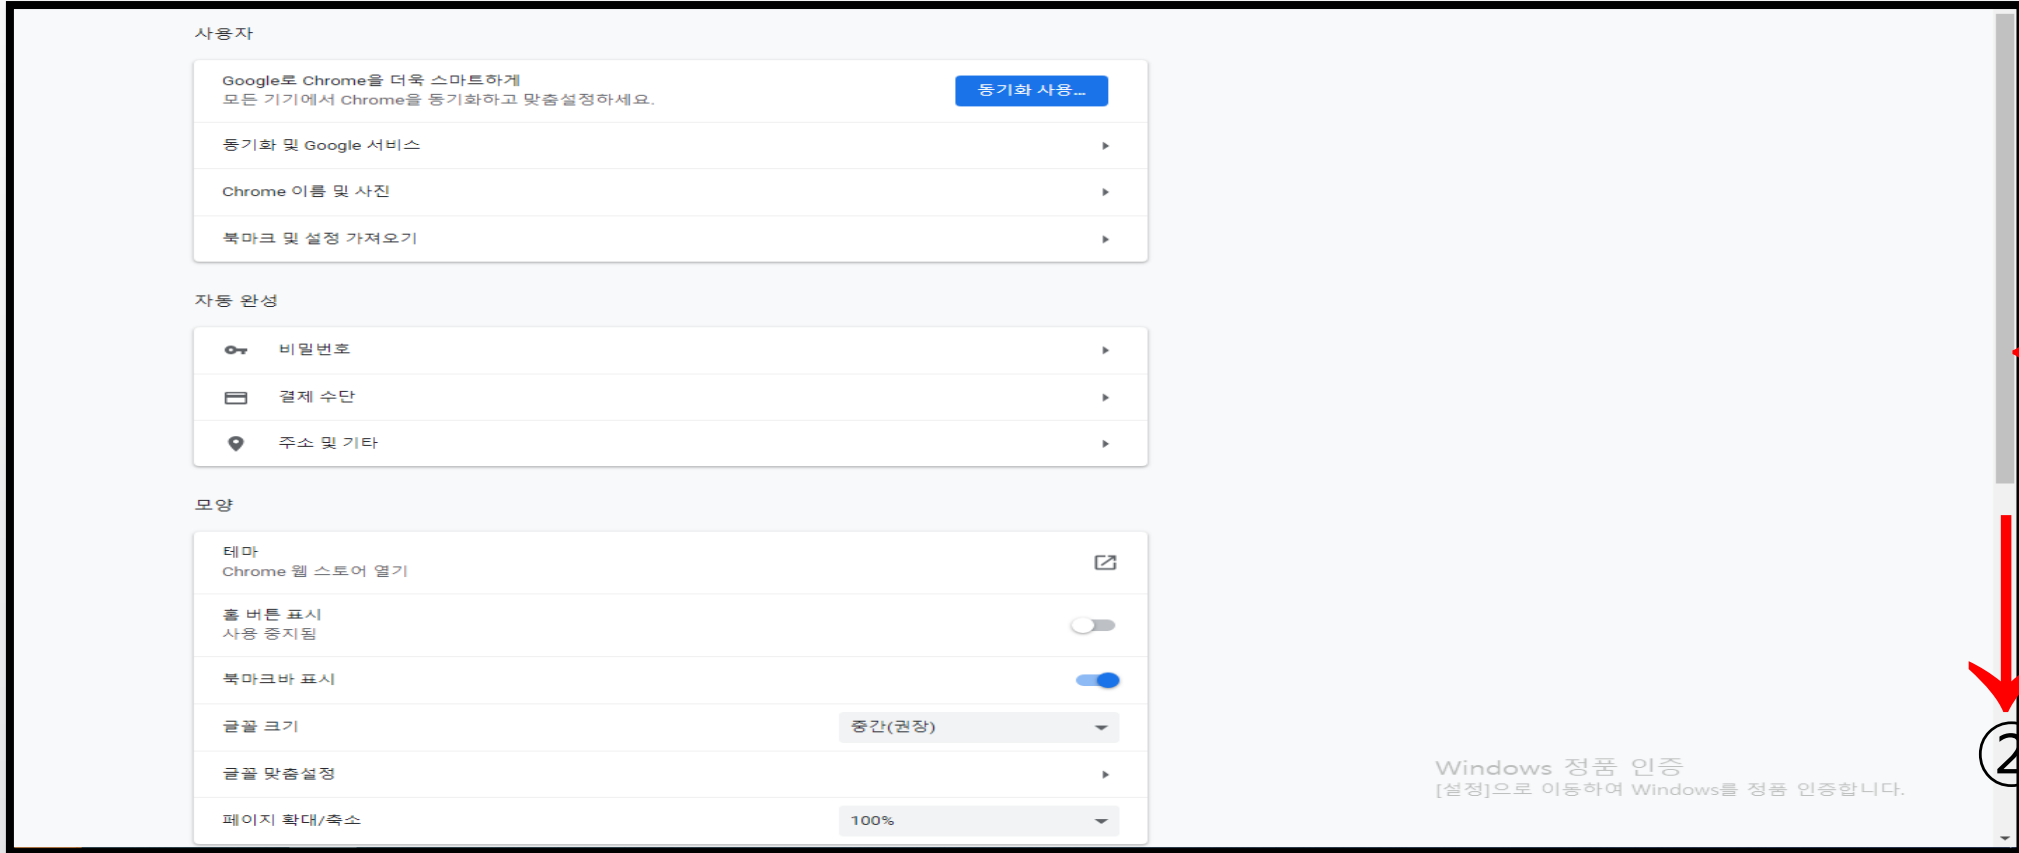 사용자
Google로 Chrome을 더욱 스마트하게
모든 기기에서 Chrome을 동기화하고 맞춤설정하세요.
동기화 사용...
동기화 및 Google 서비스
Chrome 이름 및 사진
북마크 및 설정 가져오기
자동 완성
비밀번호
결제 수단
주소 및 기타
모양
테마
Chrome 웹 스토어 열기
홈 버튼 표시
사용 중지됨
북마크바 표시
글꼴 크기
중간(권장)
글꼴 맞춤설정
페이지 확대/축소
100%
Windows 정품 인증
[설정]으로 이동하여 Windows를 정품 인증합니다.
②